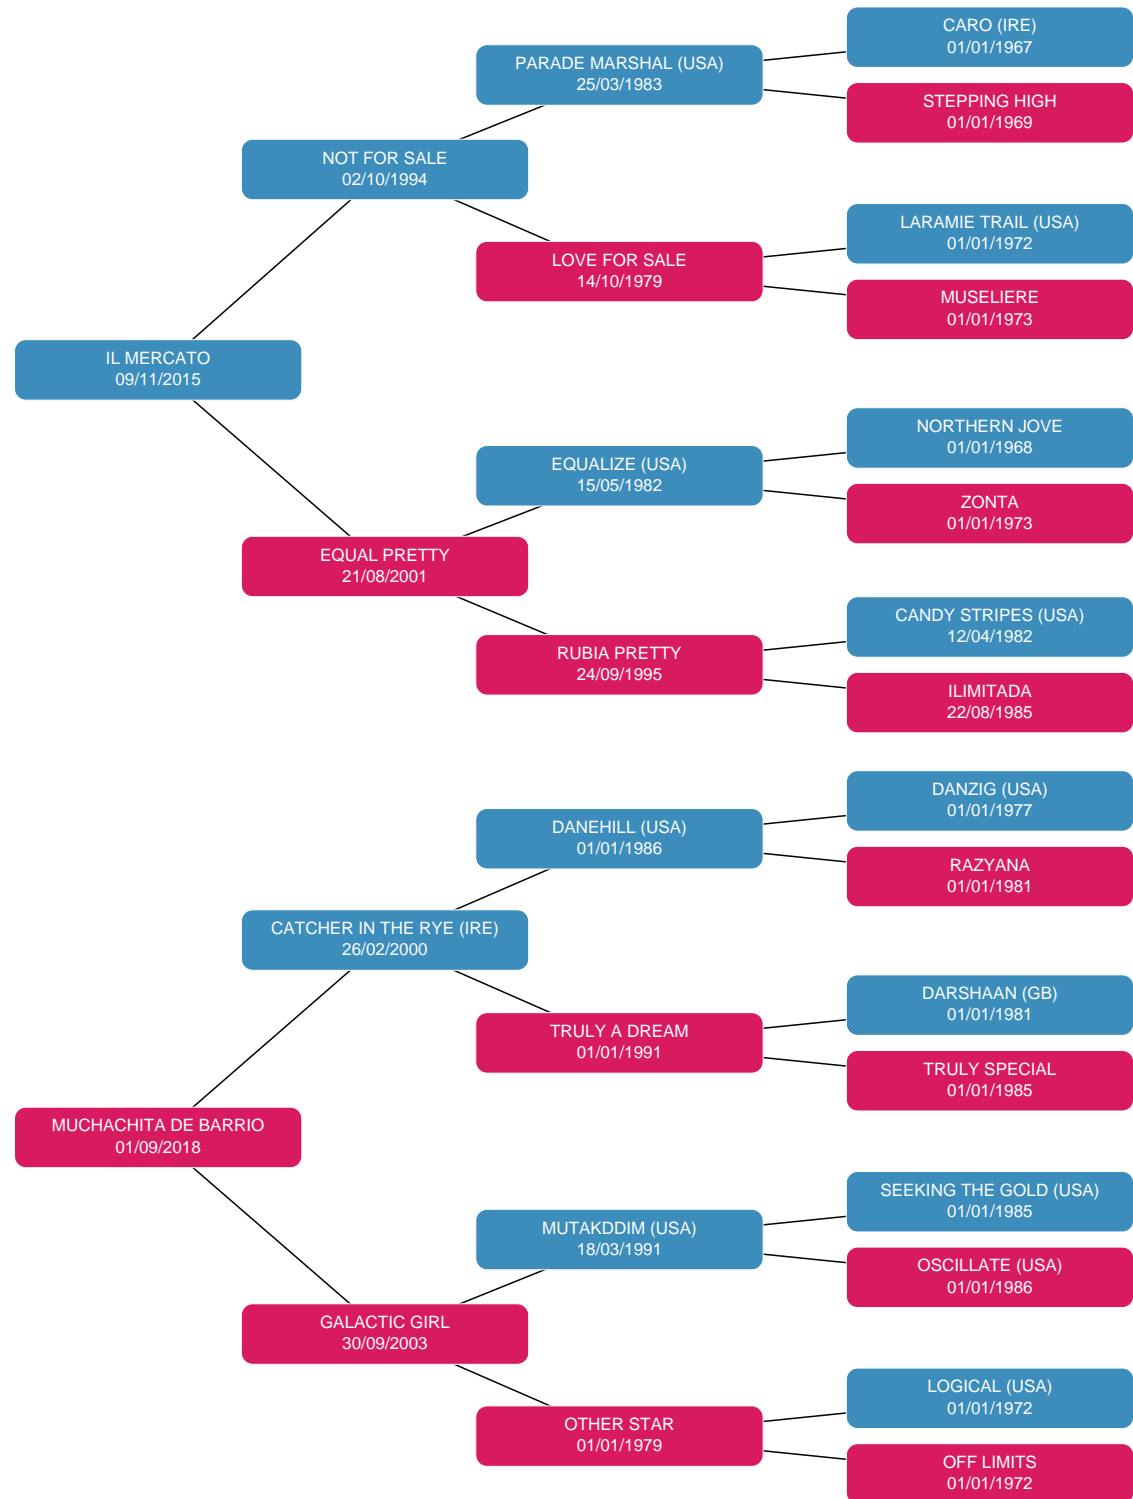 CARO (IRE)
01/01/1967
PARADE MARSHAL (USA)
25/03/1983
STEPPING HIGH
01/01/1969
NOT FOR SALE
02/10/1994
LARAMIE TRAIL (USA)
01/01/1972
LOVE FOR SALE
14/10/1979
MUSELIERE
01/01/1973
IL MERCATO
09/11/2015
NORTHERN JOVE
01/01/1968
EQUALIZE (USA)
15/05/1982
ZONTA
01/01/1973
EQUAL PRETTY
21/08/2001
CANDY STRIPES (USA)
12/04/1982
RUBIA PRETTY
24/09/1995
ILIMITADA
22/08/1985
DANZIG (USA)
01/01/1977
DANEHILL (USA)
01/01/1986
RAZYANA
01/01/1981
CATCHER IN THE RYE (IRE)
26/02/2000
DARSHAAN (GB)
01/01/1981
TRULY A DREAM
01/01/1991
TRULY SPECIAL
01/01/1985
MUCHACHITA DE BARRIO
01/09/2018
SEEKING THE GOLD (USA)
01/01/1985
MUTAKDDIM (USA)
18/03/1991
OSCILLATE (USA)
01/01/1986
GALACTIC GIRL
30/09/2003
LOGICAL (USA)
01/01/1972
OTHER STAR
01/01/1979
OFF LIMITS
01/01/1972